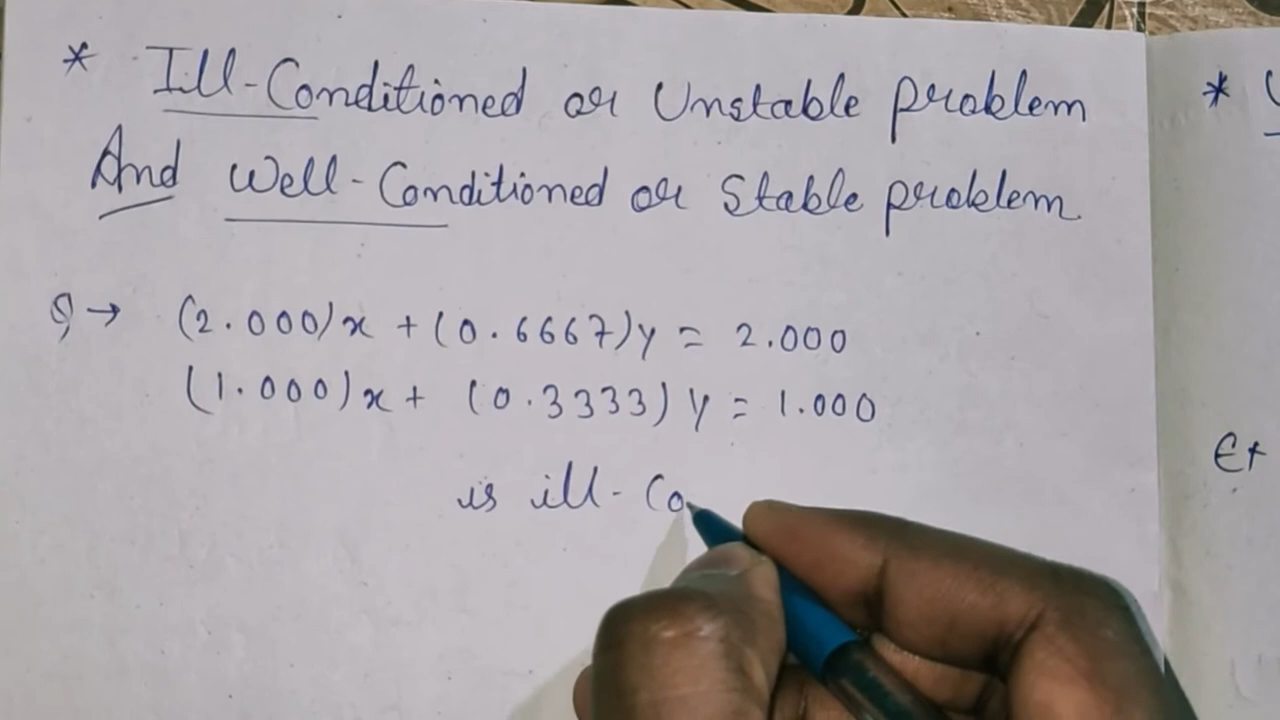 * Ill-Conditioned or Unstable problem
And Well-Conditioned or Stable problem.
Q → (2.000)x + (0.6667)y = 2.000
(1.000)x + (0.3333)y = 1.000
is ill-Co
*
Ex